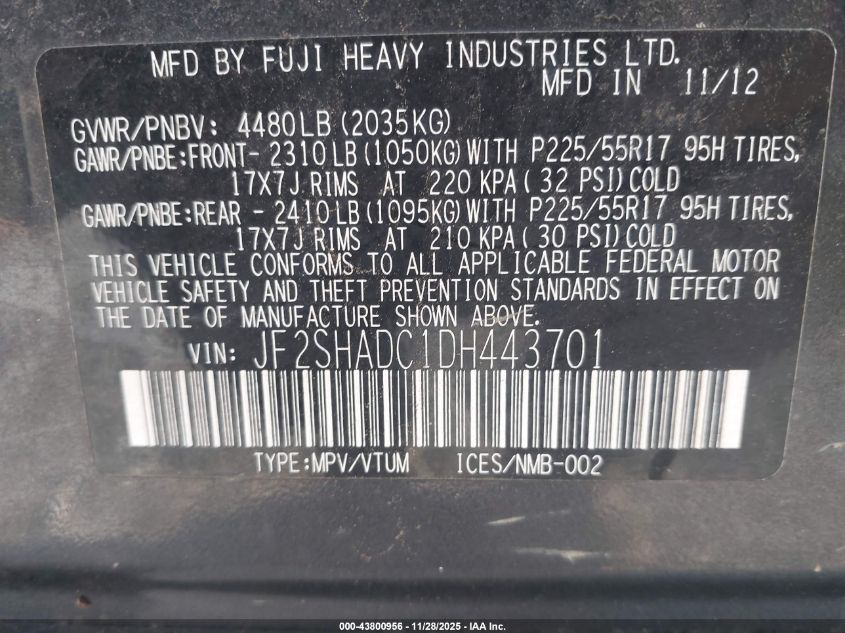 MFD BY FUJI HEAVY INDUSTRIES LTD.
MFD IN 11/12
GVWR/PNBV: 4480LB(2035KG)
GAWR/PNBE:FRONT- 2310LB(1050KG)WITH P225/55R17 95H TIRES,
17X7J RIMS AT 220 KPA( 32 PSI)COLD
GAWR/PNBE:REAR - 2410LB(1095KG)WITH P225/55R17 95H TIRES,
17X7J RIMS AT 210 KPA( 30 PSI)COLD
THIS VEHICLE CONFORMS TO ALL APPLICABLE FEDERAL MOTOR
VEHICLE SAFETY AND THEFT PREVENTION STANDARDS IN EFFECT ON
THE DATE OF MANUFACTURE SHOWN ABOVE.
VIN: JF2SHADC1DH443701
TYPE:MPV/VTUM ICES/NMB-002
000-43800956 - 11/28/2025 - IAA Inc.